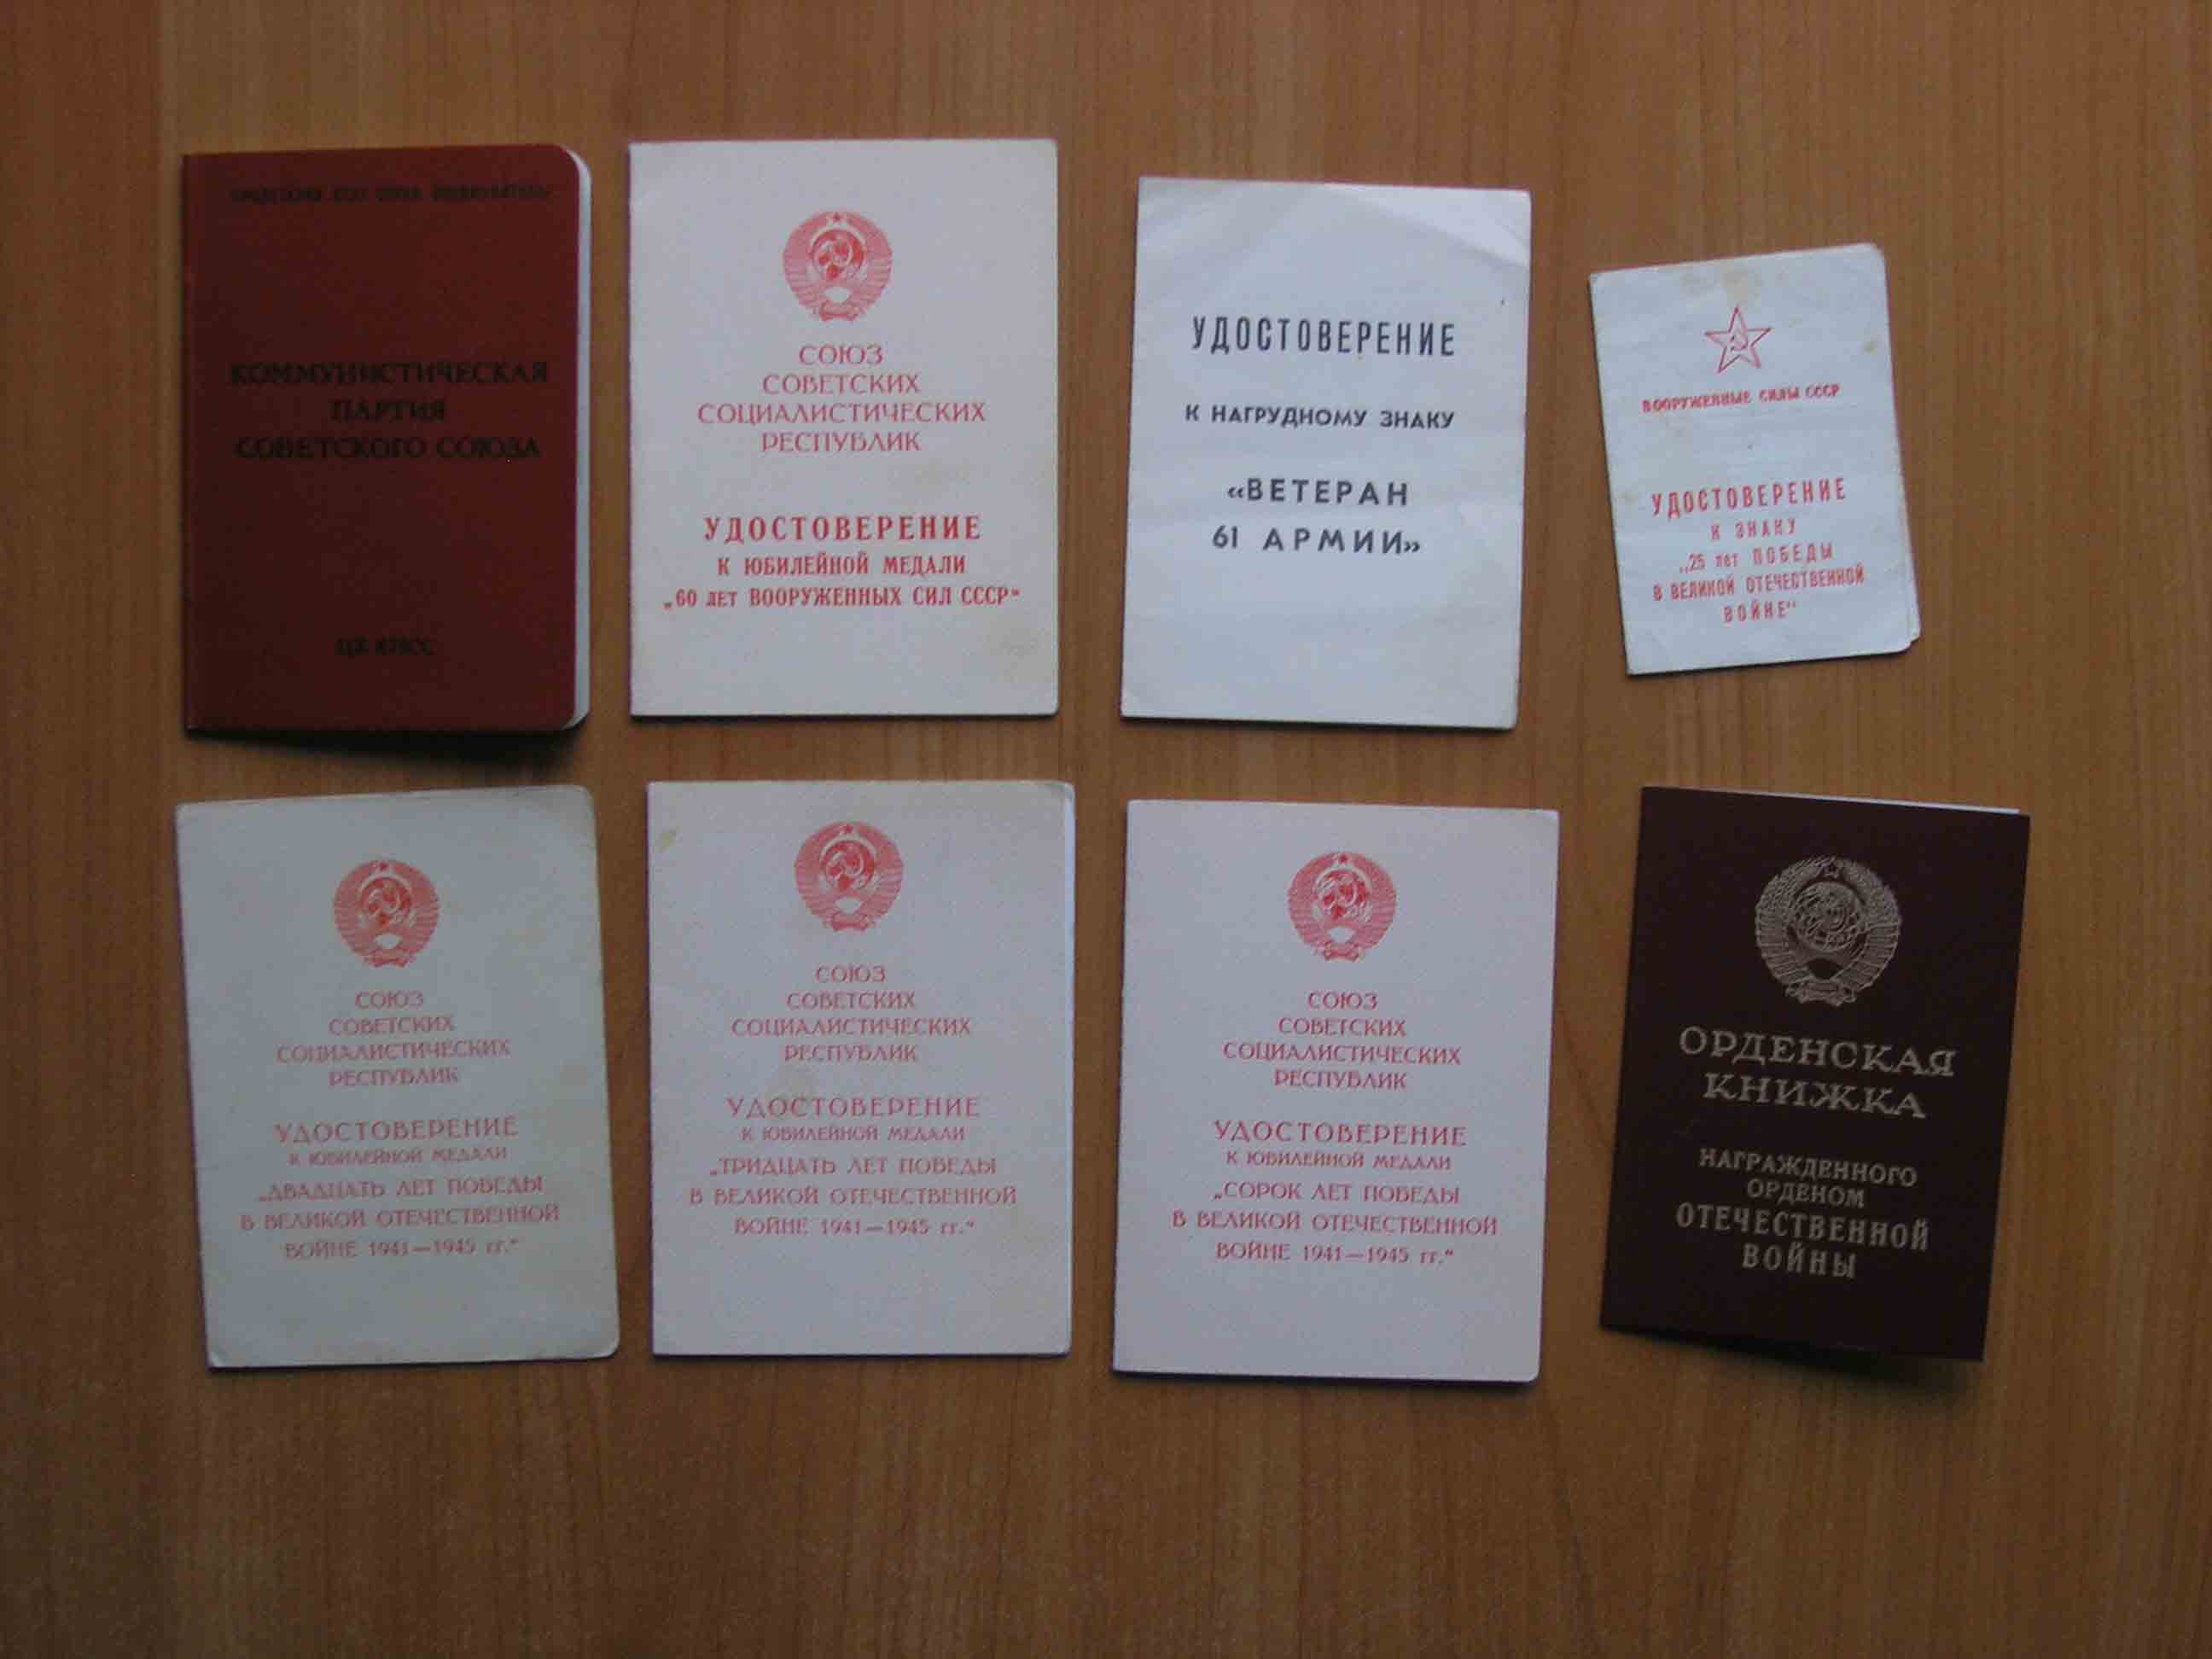 ПРОЛЕТАРИИ ВСЕХ СТРАН, СОЕДИНЯЙТЕСЬ!
КОММУНИСТИЧЕСКАЯ
ПАРТИЯ
СОВЕТСКОГО СОЮЗА
ЦК КПСС
СОЮЗ
СОВЕТСКИХ
СОЦИАЛИСТИЧЕСКИХ
РЕСПУБЛИК
УДОСТОВЕРЕНИЕ
К ЮБИЛЕЙНОЙ МЕДАЛИ
„60 лет ВООРУЖЕННЫХ СИЛ СССР“
УДОСТОВЕРЕНИЕ
К НАГРУДНОМУ ЗНАКУ
«ВЕТЕРАН
61 АРМИИ»
ВООРУЖЕННЫЕ СИЛЫ СССР
УДОСТОВЕРЕНИЕ
К ЗНАКУ
„25 лет ПОБЕДЫ
В ВЕЛИКОЙ ОТЕЧЕСТВЕННОЙ
ВОЙНЕ“
СОЮЗ
СОВЕТСКИХ
СОЦИАЛИСТИЧЕСКИХ
РЕСПУБЛИК
УДОСТОВЕРЕНИЕ
К ЮБИЛЕЙНОЙ МЕДАЛИ
„ДВАДЦАТЬ ЛЕТ ПОБЕДЫ
В ВЕЛИКОЙ ОТЕЧЕСТВЕННОЙ
ВОЙНЕ 1941—1945 гг.“
СОЮЗ
СОВЕТСКИХ
СОЦИАЛИСТИЧЕСКИХ
РЕСПУБЛИК
УДОСТОВЕРЕНИЕ
К ЮБИЛЕЙНОЙ МЕДАЛИ
„ТРИДЦАТЬ ЛЕТ ПОБЕДЫ
В ВЕЛИКОЙ ОТЕЧЕСТВЕННОЙ
ВОЙНЕ 1941—1945 гг.“
СОЮЗ
СОВЕТСКИХ
СОЦИАЛИСТИЧЕСКИХ
РЕСПУБЛИК
УДОСТОВЕРЕНИЕ
К ЮБИЛЕЙНОЙ МЕДАЛИ
„СОРОК ЛЕТ ПОБЕДЫ
В ВЕЛИКОЙ ОТЕЧЕСТВЕННОЙ
ВОЙНЕ 1941—1945 гг.“
ОРДЕНСКАЯ
КНИЖКА
НАГРАЖДЕННОГО
ОРДЕНОМ
ОТЕЧЕСТВЕННОЙ
ВОЙНЫ